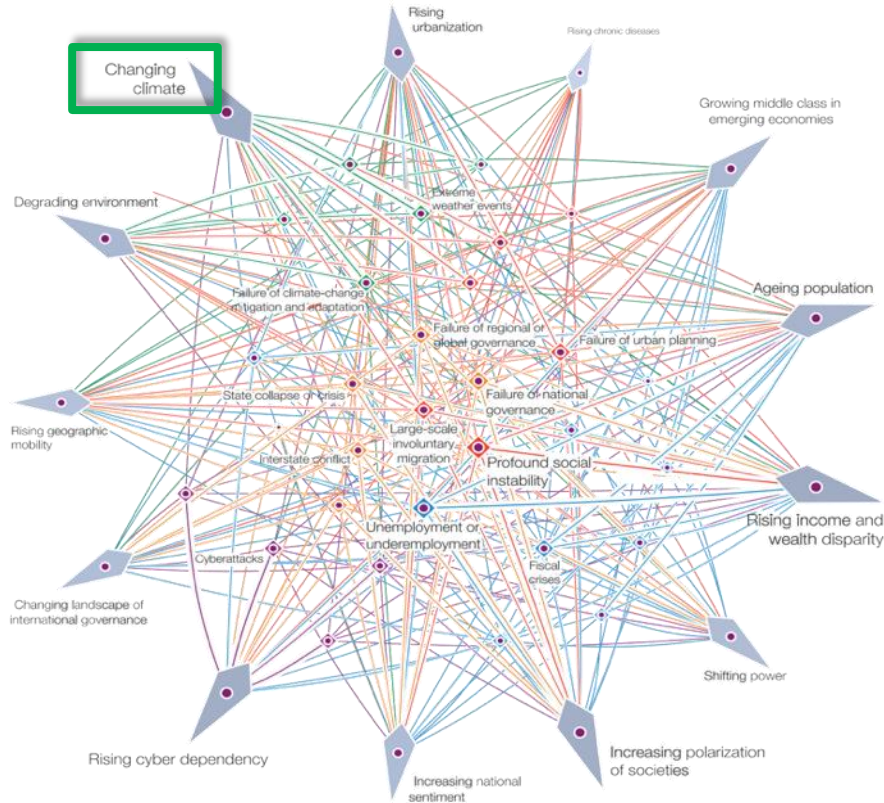 Rising
urbanization
Rising chronic diseases
Changing
climate
Growing middle class in
emerging economies
Degrading environment
Extreme
weather events
Failure of climate-change
mitigation and adaptation
Ageing population
Failure of regional or
global governance
Failure of urban planning
State collapse or crisis
Failure of national
governance
Rising geographic
mobility
Large-scale
involuntary
migration
Interstate conflict
Profound social
instability
Unemployment or
underemployment
Rising income and
wealth disparity
Cyberattacks
Fiscal
crises
Changing landscape of
international governance
Shifting power
Rising cyber dependency
Increasing polarization
of societies
Increasing national
sentiment